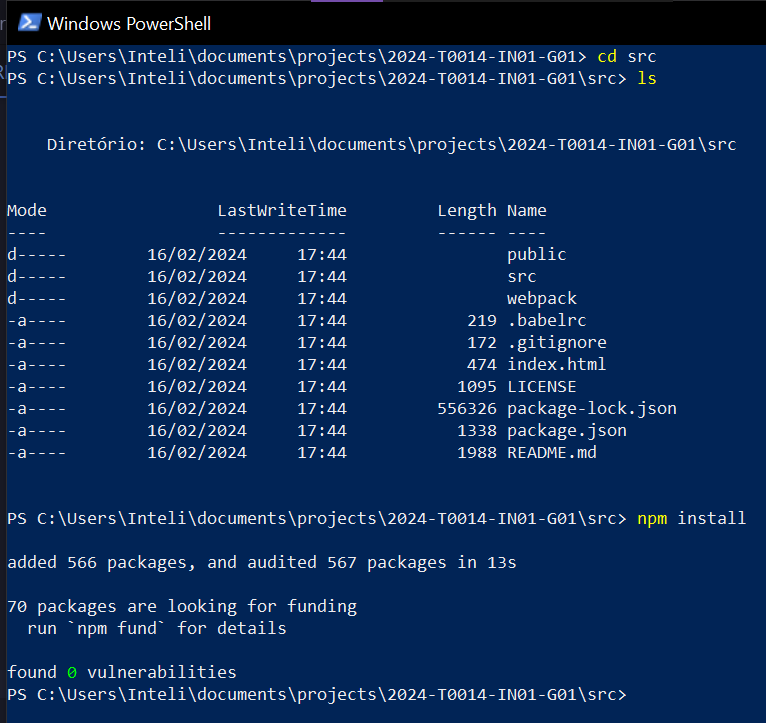 Windows PowerShell
PS C:\Users\Inteli\documents\projects\2024-T0014-IN01-G01> cd src
PS C:\Users\Inteli\documents\projects\2024-T0014-IN01-G01\src> ls
Diretório: C:\Users\Inteli\documents\projects\2024-T0014-IN01-G01\src
Mode LastWriteTime Length Name
---- ------------- ------ ----
d----- 16/02/2024 17:44 public
d----- 16/02/2024 17:44 src
d----- 16/02/2024 17:44 webpack
-a---- 16/02/2024 17:44 219 .babelrc
-a---- 16/02/2024 17:44 172 .gitignore
-a---- 16/02/2024 17:44 474 index.html
-a---- 16/02/2024 17:44 1095 LICENSE
-a---- 16/02/2024 17:44 556326 package-lock.json
-a---- 16/02/2024 17:44 1338 package.json
-a---- 16/02/2024 17:44 1988 README.md
PS C:\Users\Inteli\documents\projects\2024-T0014-IN01-G01\src> npm install
added 566 packages, and audited 567 packages in 13s
70 packages are looking for funding
run `npm fund` for details
found 0 vulnerabilities
PS C:\Users\Inteli\documents\projects\2024-T0014-IN01-G01\src>